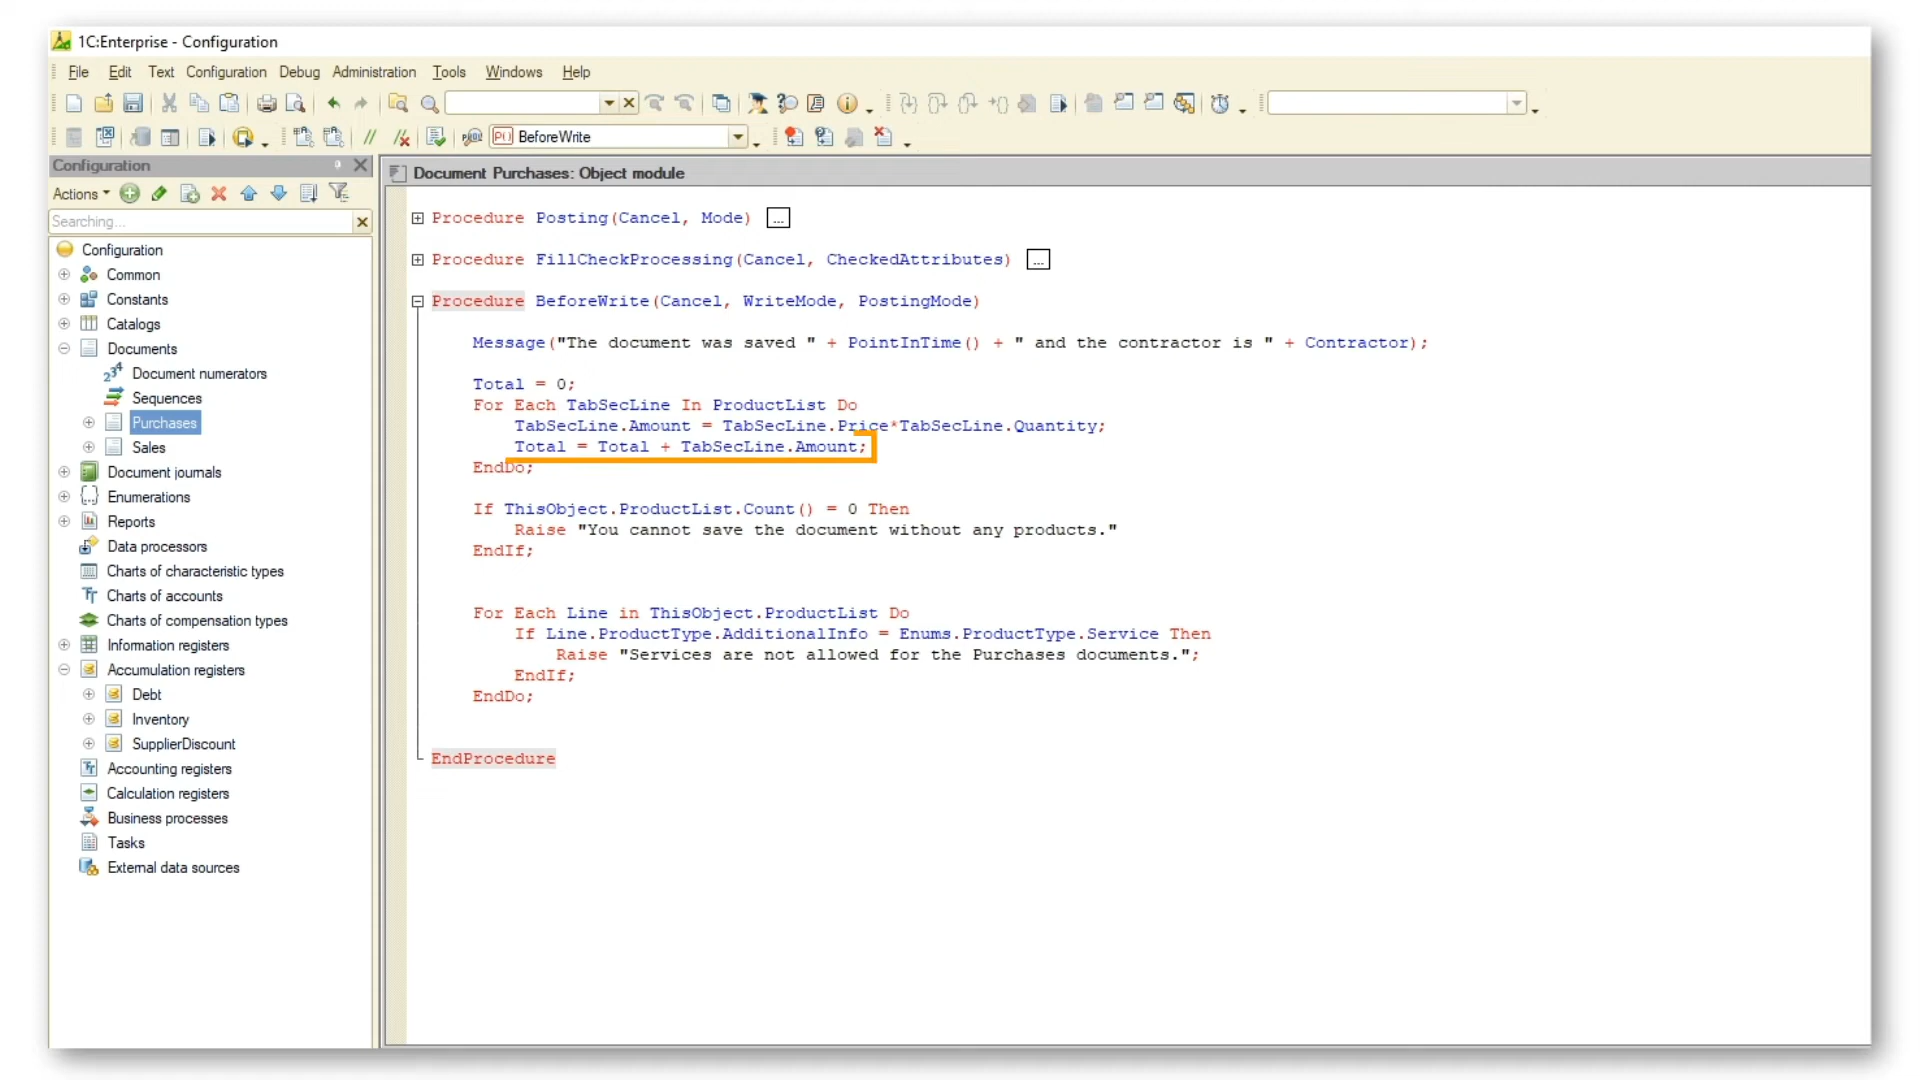 1C:Enterprise - Configuration
File Edit Text Configuration Debug Administration Tools Windows Help
BeforeWrite
Configuration
Actions
Searching...
Configuration
Common
Constants
Catalogs
Documents
Document numerators
Sequences
Purchases
Sales
Document journals
Enumerations
Reports
Data processors
Charts of characteristic types
Charts of accounts
Charts of compensation types
Information registers
Accumulation registers
Debt
Inventory
SupplierDiscount
Accounting registers
Calculation registers
Business processes
Tasks
External data sources
Document Purchases: Object module
Procedure Posting(Cancel, Mode) ...
Procedure FillCheckProcessing(Cancel, CheckedAttributes) ...
Procedure BeforeWrite(Cancel, WriteMode, PostingMode)
Message("The document was saved " + PointInTime() + " and the contractor is " + Contractor);
Total = 0;
For Each TabSecLine In ProductList Do
TabSecLine.Amount = TabSecLine.Price*TabSecLine.Quantity;
Total = Total + TabSecLine.Amount;
EndDo;
If ThisObject.ProductList.Count() = 0 Then
Raise "You cannot save the document without any products."
EndIf;
For Each Line in ThisObject.ProductList Do
If Line.ProductType.AdditionalInfo = Enums.ProductType.Service Then
Raise "Services are not allowed for the Purchases documents.";
EndIf;
EndDo;
EndProcedure